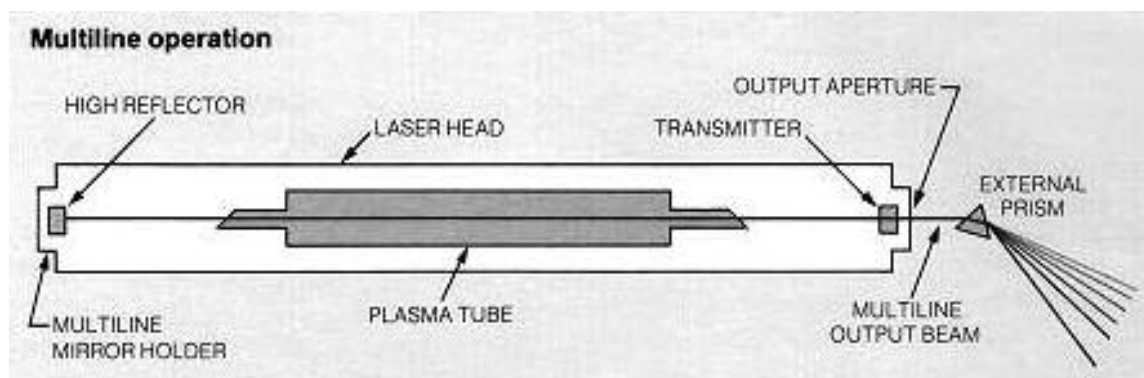 Multiline operation
HIGH REFLECTOR
LASER HEAD
TRANSMITTER
OUTPUT APERTURE
EXTERNAL
PRISM
MULTILINE
MIRROR HOLDER
PLASMA TUBE
MULTILINE
OUTPUT BEAM